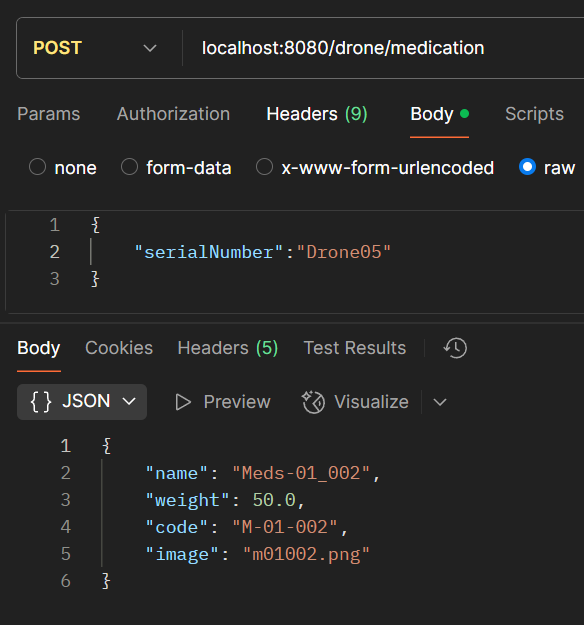 POST localhost:8080/drone/medication
Params Authorization Headers (9) Body Scripts
none form-data x-www-form-urlencoded raw
1 {
2 "serialNumber":"Drone05"
3 }
Body Cookies Headers (5) Test Results
{} JSON Preview Visualize
1 {
2 "name": "Meds-01_002",
3 "weight": 50.0,
4 "code": "M-01-002",
5 "image": "m01002.png"
6 }